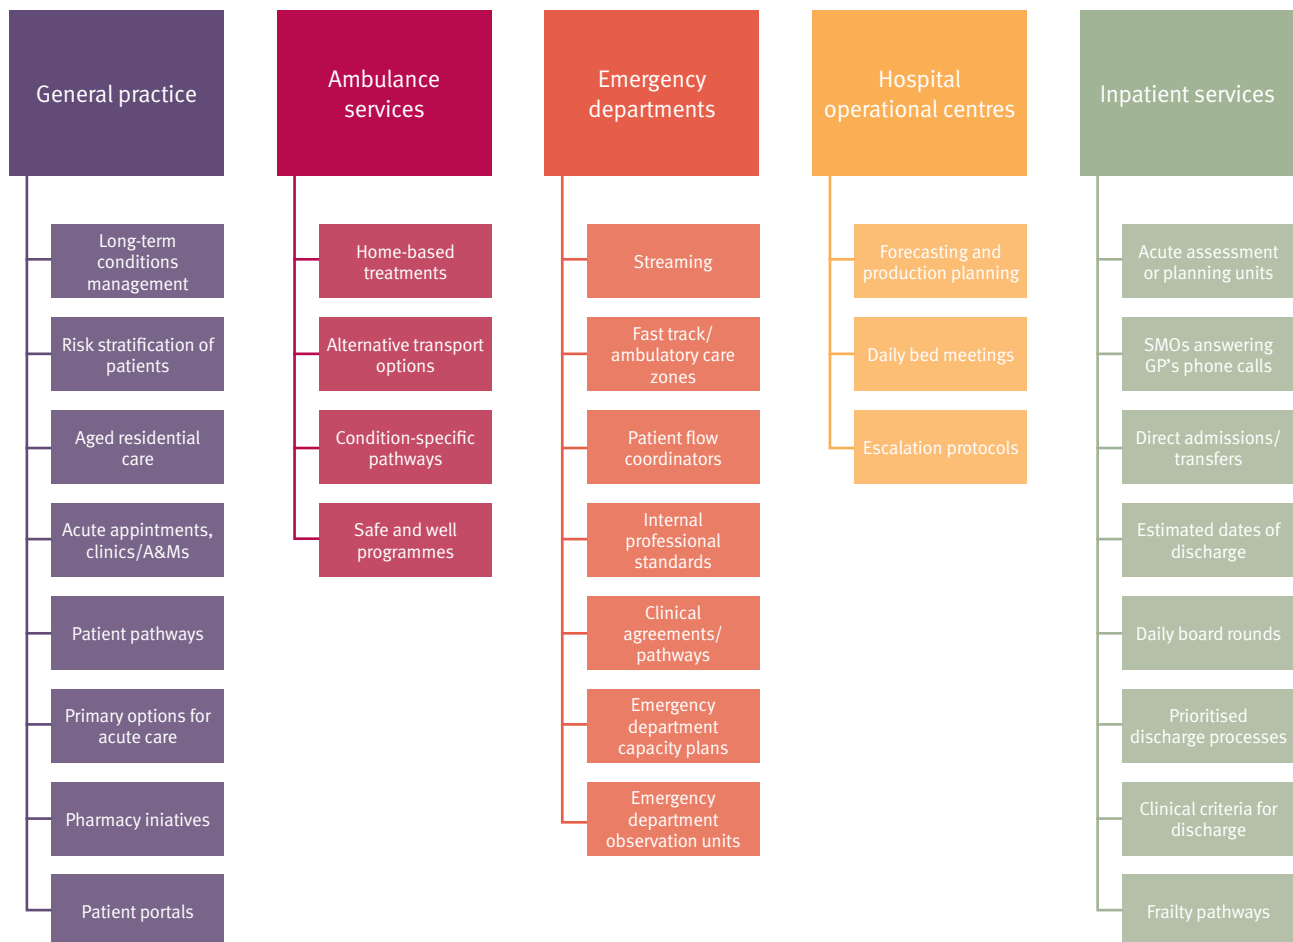 General practice
Long-term
conditions
management
Risk stratification of
patients
Aged residential
care
Acute appintments,
clinics/A&Ms
Patient pathways
Primary options for
acute care
Pharmacy iniatives
Patient portals
Ambulance
services
Home-based
treatments
Alternative transport
options
Condition-specific
pathways
Safe and well
programmes
Emergency
departments
Streaming
Fast track/
ambulatory care
zones
Patient flow
coordinators
Internal
professional
standards
Clinical
agreements/
pathways
Emergency
department
capacity plans
Emergency
department
observation units
Hospital
operational centres
Forecasting and
production planning
Daily bed meetings
Escalation protocols
Inpatient services
Acute assessment
or planning units
SMOs answering
GP's phone calls
Direct admissions/
transfers
Estimated dates of
discharge
Daily board rounds
Prioritised
discharge processes
Clinical criteria for
discharge
Frailty pathways